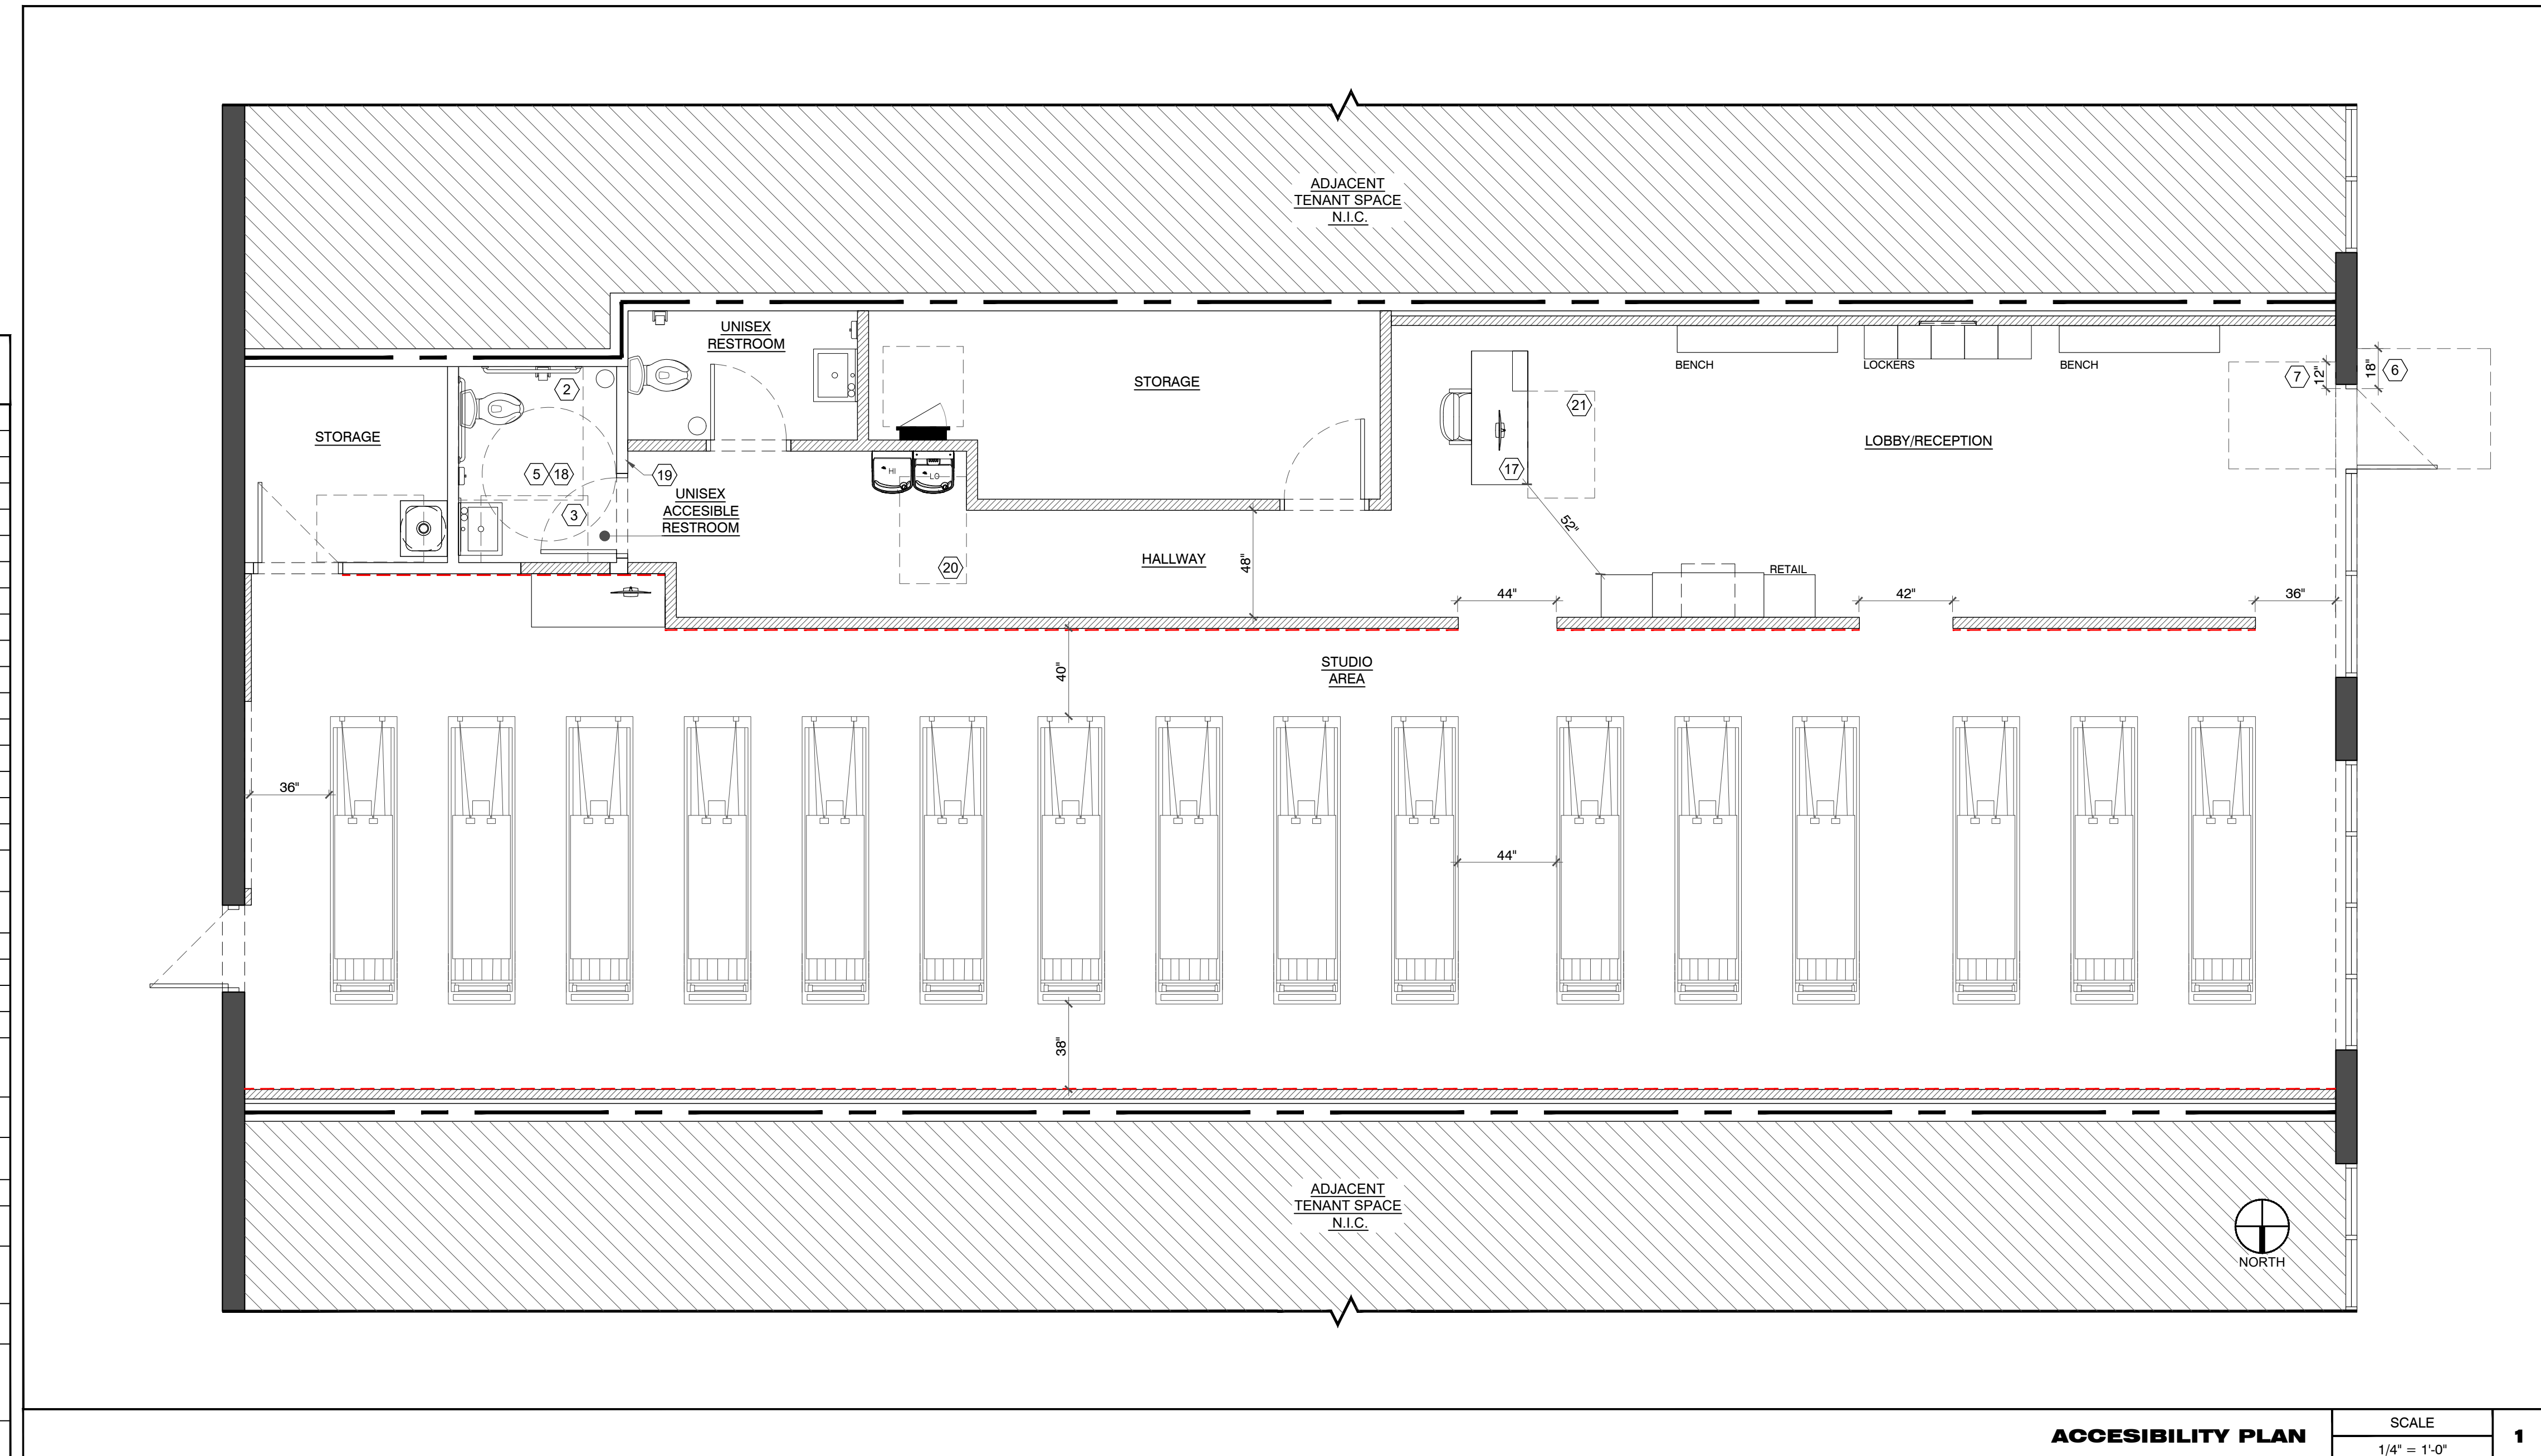 ADJACENT
TENANT SPACE
N.I.C.
UNISEX
RESTROOM
STORAGE
BENCH
LOCKERS
BENCH
7
12"
18"
6
2
21
STORAGE
LOBBY/RECEPTION
5
18
19
HI
LO
17
UNISEX
ACCESIBLE
RESTROOM
3
52"
HALLWAY
48"
20
RETAIL
44"
42"
36"
STUDIO
AREA
40"
36"
44"
38"
ADJACENT
TENANT SPACE
N.I.C.
NORTH
ACCESIBILITY PLAN
SCALE
1/4" = 1'-0"
1